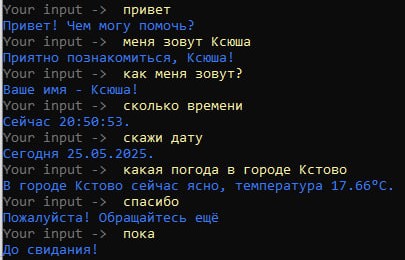 Your input -> привет
Привет! Чем могу помочь?
Your input -> меня зовут Ксюша
Приятно познакомиться, Ксюша!
Your input -> как меня зовут?
Ваше имя - Ксюша!
Your input -> сколько времени
Сейчас 20:50:53.
Your input -> скажи дату
Сегодня 25.05.2025.
Your input -> какая погода в городе Кстово
В городе Кстово сейчас ясно, температура 17.66°C.
Your input -> спасибо
Пожалуйста! Обращайтесь ещё
Your input -> пока
До свидания!